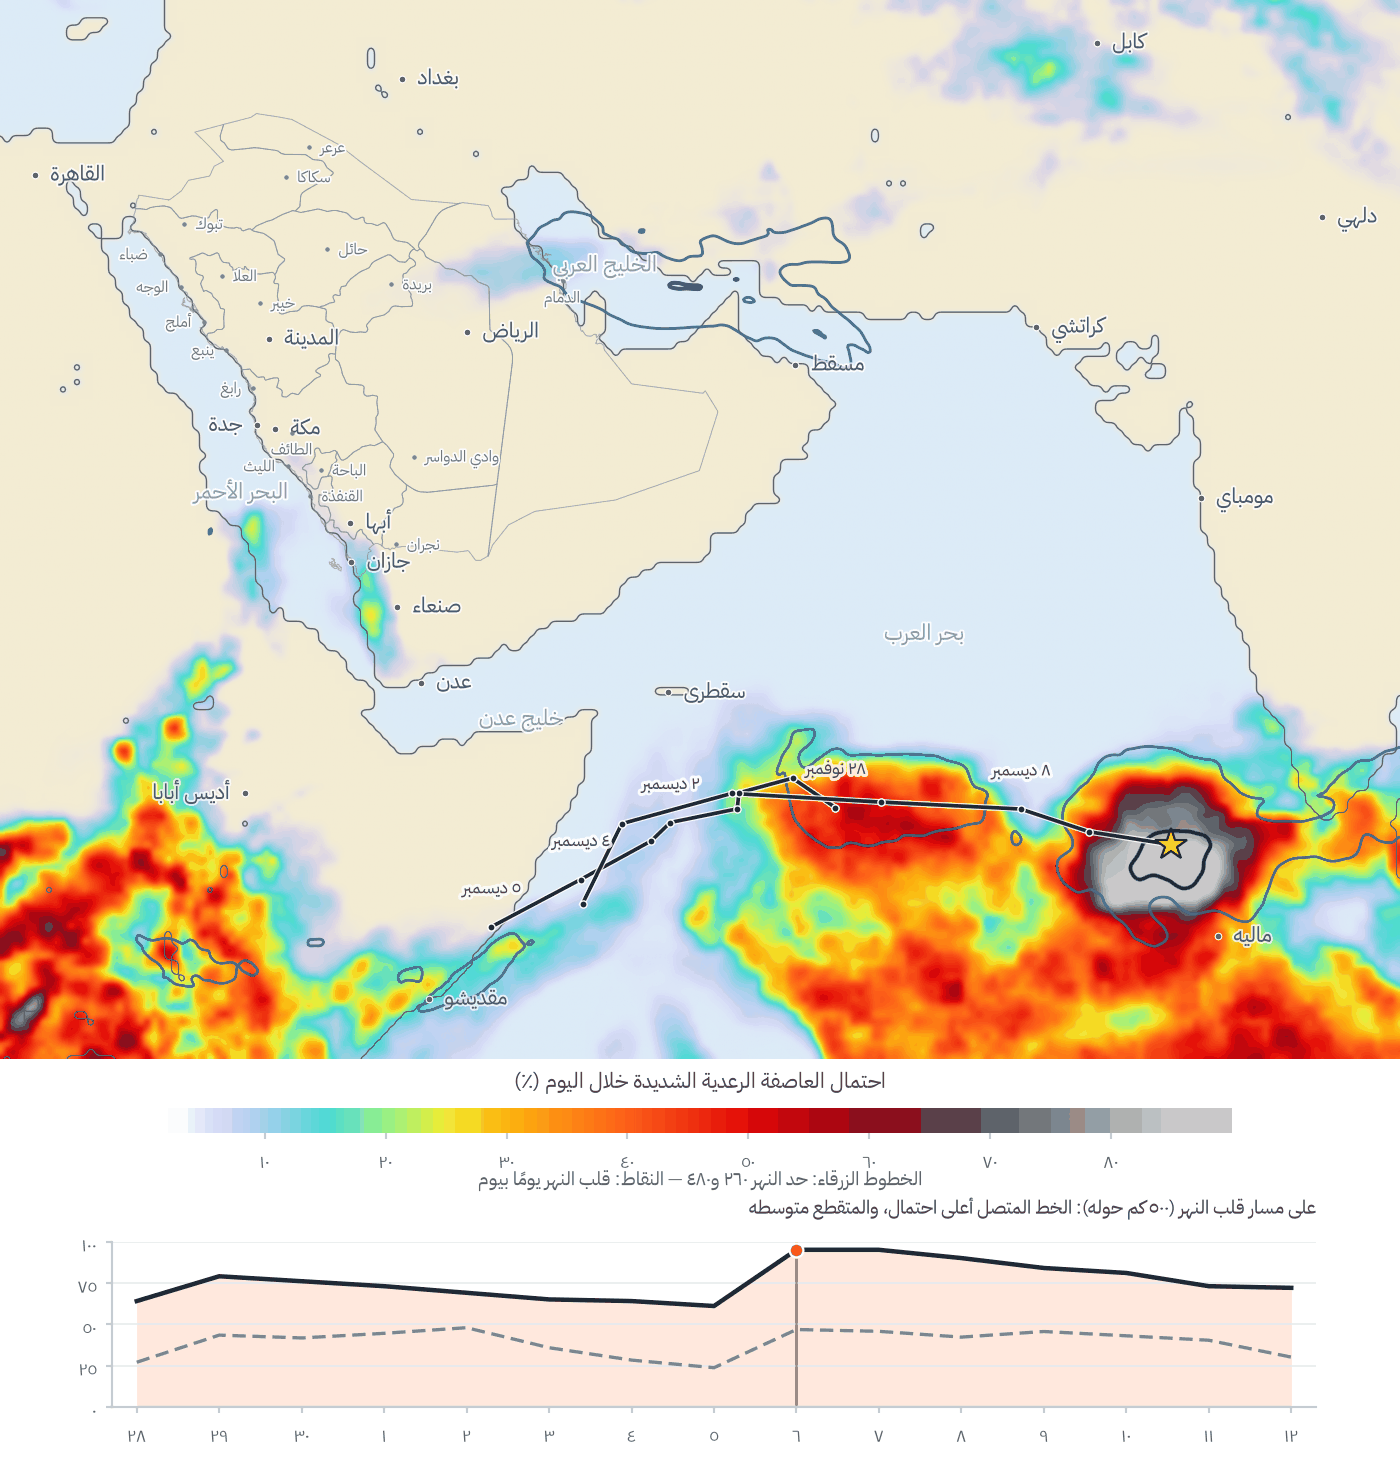 كابل
بغداد
عرعر
القاهرة
سكاكا
دلهي
تبوك
حائل
ضباء
الخليج العربي
العلا
بريدة
الوجه
الدمام
خيبر
أملج
كراتشي
الرياض
المدينة
ينبع
مسقط
رابغ
جدة
مكة
الطائف
وادي الدواسر
الليث
الباحة
البحر الأحمر
القنفذة
مومباي
أبها
نجران
جازان
صنعاء
بحر العرب
عدن
سقطرى
خليج عدن
٢٨ نوفمبر
٨ ديسمبر
٢ ديسمبر
أديس أبابا
٤ ديسمبر
٥ ديسمبر
ماليه
مقديشو
احتمال العاصفة الرعدية الشديدة خلال اليوم (٪)
١٠ ٢٠ ٣٠ ٤٠ ٥٠ ٦٠ ٧٠ ٨٠
الخطوط الزرقاء: حد النهر ٢٦٠ و٤٨٠ — النقاط: قلب النهر يومًا بيوم
على مسار قلب النهر (٥٠٠ كم حوله): الخط المتصل أعلى احتمال، والمتقطع متوسطه
١٠٠
٧٥
٥٠
٢٥
٠
٢٨ ٢٩ ٣٠ ١ ٢ ٣ ٤ ٥ ٦ ٧ ٨ ٩ ١٠ ١١ ١٢